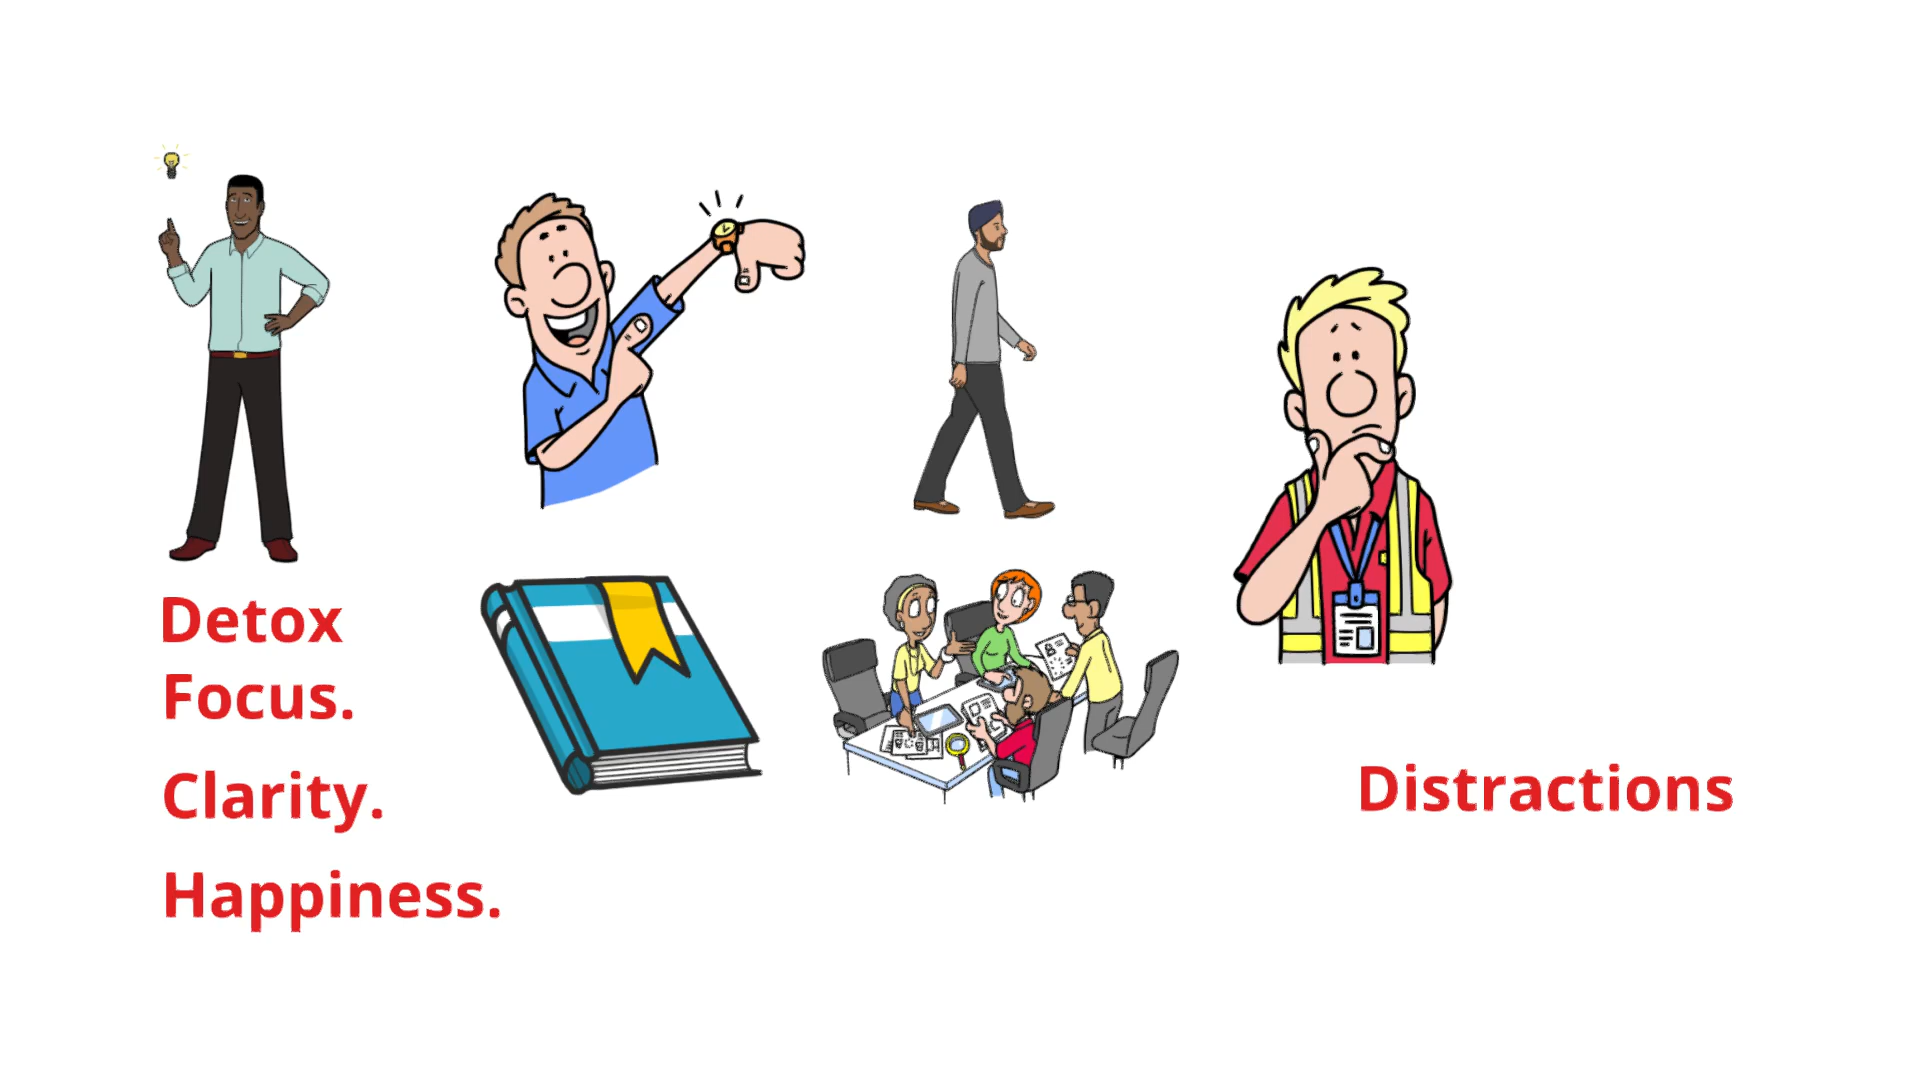 Detox
Focus.
Clarity.
Happiness.
Distractions